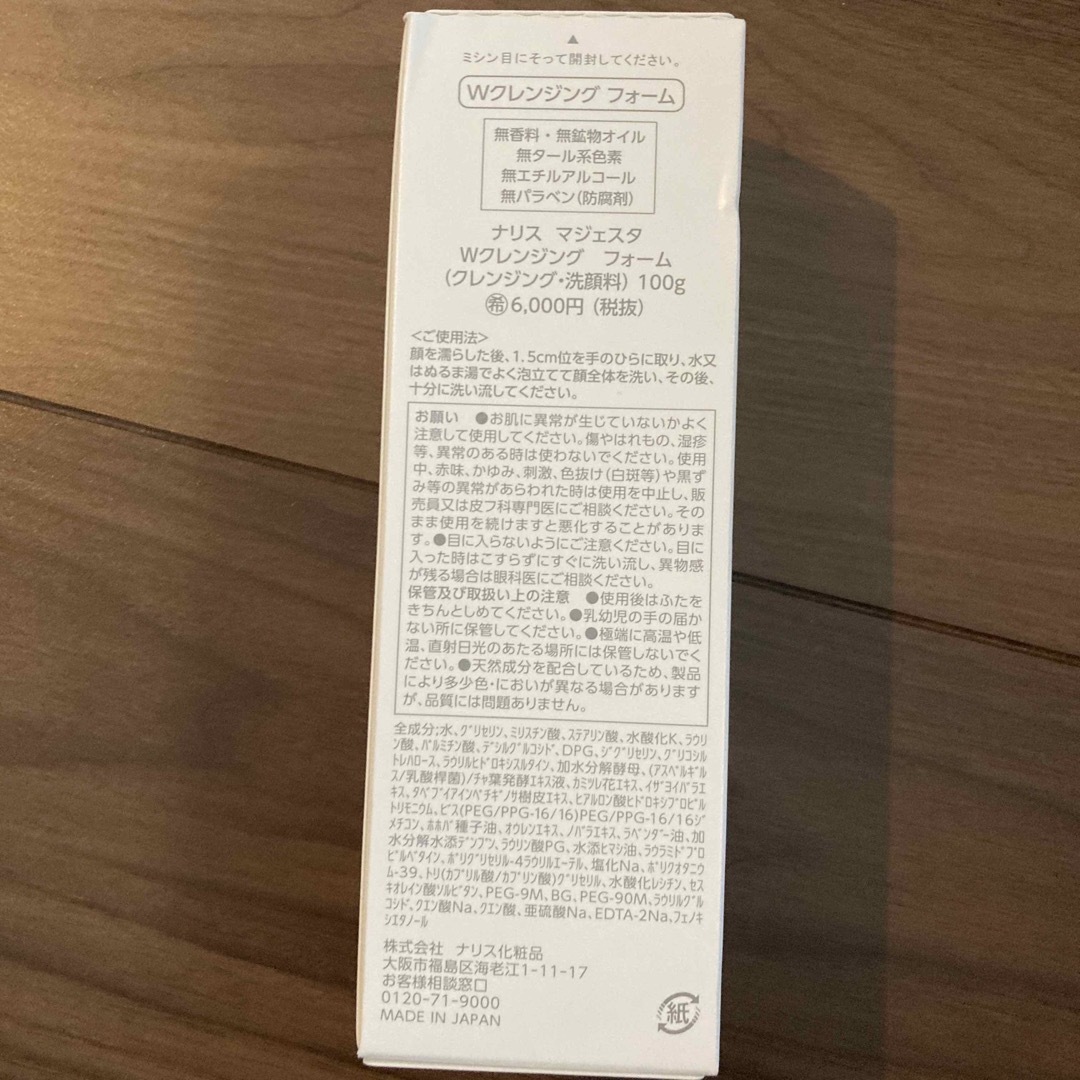 ▲
ミシン目にそって開封してください。
Wクレンジング フォーム
無香料・無鉱物オイル
無タール系色素
無エチルアルコール
無パラベン(防腐剤)
ナリス マジェスタ
Wクレンジング フォーム
(クレンジング・洗顔料) 100g
㊒希6,000円 (税抜)
<ご使用法>
顔を濡らした後、1.5cm位を手のひらに取り、水又
はぬるま湯でよく泡立てて顔全体を洗い、その後、
十分に洗い流してください。
お願い ●お肌に異常が生じていないかよく
注意して使用してください。傷やはれもの、湿疹
等、異常のある時は使わないでください。使用
中、赤味、かゆみ、刺激、色抜け(白斑等)や黒ず
み等の異常があらわれた時は使用を中止し、販
売員又は皮フ科専門医にご相談ください。その
まま使用を続けますと悪化することがありま
す。●目に入らないようにご注意ください。目に
入った時はこすらずにすぐに洗い流し、異物感
が残る場合は眼科医にご相談ください。
保管及び取扱い上の注意 ●使用後はふたを
きちんとしめてください。●乳幼児の手の届か
ない所に保管してください。●極端に高温や低
温、直射日光のあたる場所には保管しないでく
ださい。●天然成分を配合しているため、製品
により多少色・においが異なる場合があります
が、品質には問題ありません。
全成分;水、グリセリン、ミリスチン酸、ステアリン酸、水酸化K、ラウリ
ン酸、パルミチン酸、デシルグルコシド、DPG、ジグリセリン、グリコシル
トレハロース、ラウリルヒドロキシスルタイン、加水分解酵母、(アスペルギル
ス/乳酸桿菌)/チャ葉発酵エキス液、カミツレ花エキス、イザヨイバラエ
キス、タベブイアインペチギノサ樹皮エキス、ヒアルロン酸ヒドロキシプロピル
トリモニウム、ビス(PEG/PPG-16/16)PEG/PPG-16/16ジ
メチコン、ホホバ種子油、オウレンエキス、ノバラエキス、ラベンダー油、加
水分解水添デンプン、ラウリン酸PG、水添ヒマシ油、ラウラミドプロ
ピルベタイン、ポリグリセリル-4ラウリルエーテル、塩化Na、ポリクオタニウ
ム-39、トリ(カプリル酸/カプリン酸)グリセリル、水酸化レシチン、セス
キオレイン酸ソルビタン、PEG-9M、BG、PEG-90M、ラウリルグル
コシド、クエン酸Na、クエン酸、亜硫酸Na、EDTA-2Na、フェノキ
シエタノール
株式会社 ナリス化粧品
大阪市福島区海老江1-11-17
お客様相談窓口
0120-71-9000
MADE IN JAPAN
紙